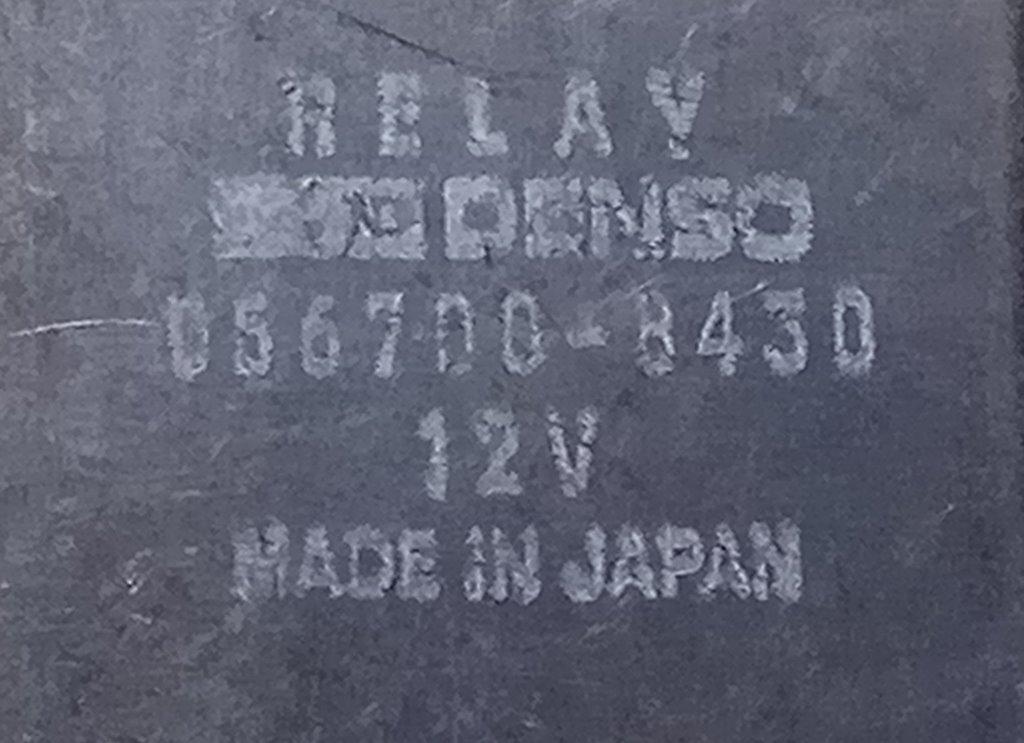 RELAY
DENSO
056700-8430
12V
MADE IN JAPAN